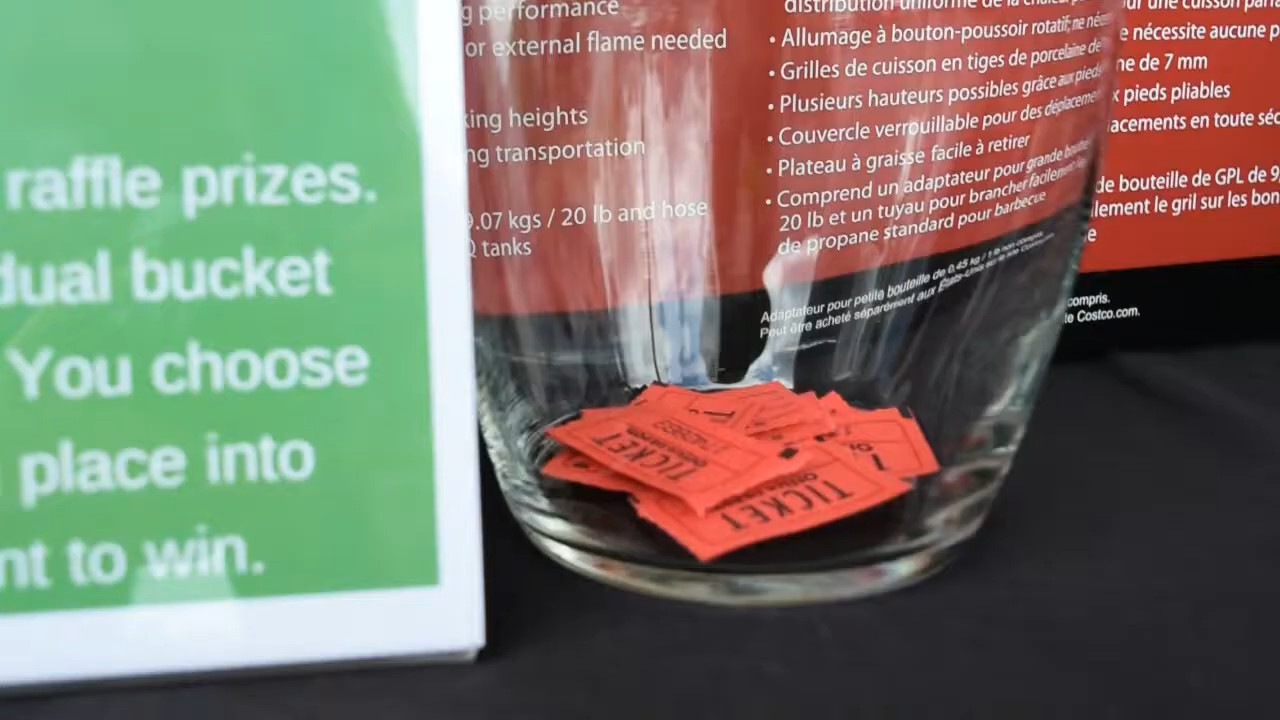 raffle prizes.
dual bucket
You choose
place into
nt to win.
g performance
or external flame needed
king heights
ng transportation
9.07 kgs / 20 lb and hose
Q tanks
distribution uniforme de la
• Allumage à bouton-poussoir rotatif; ne
• Grilles de cuisson en tiges de porcelaine de
• Plusieurs hauteurs possibles grâce aux pieds
• Couvercle verrouillable pour des déplacements
• Plateau à graisse facile à retirer
• Comprend un adaptateur pour grande
20 lb et un tuyau pour brancher facilement
de propane standard pour barbecue
Adaptateur pour petite bouteille de 0,45 kg / 1 lb non compris.
Peut être acheté séparément aux États-Unis sur le site Costco.com.
our une cuisson
e nécessite aucune
ne de 7 mm
x pieds pliables
acements en toute séc
de bouteille de GPL de 9,
lement le gril sur les bon
e
compris.
te Costco.com.
TICKET
TICKET